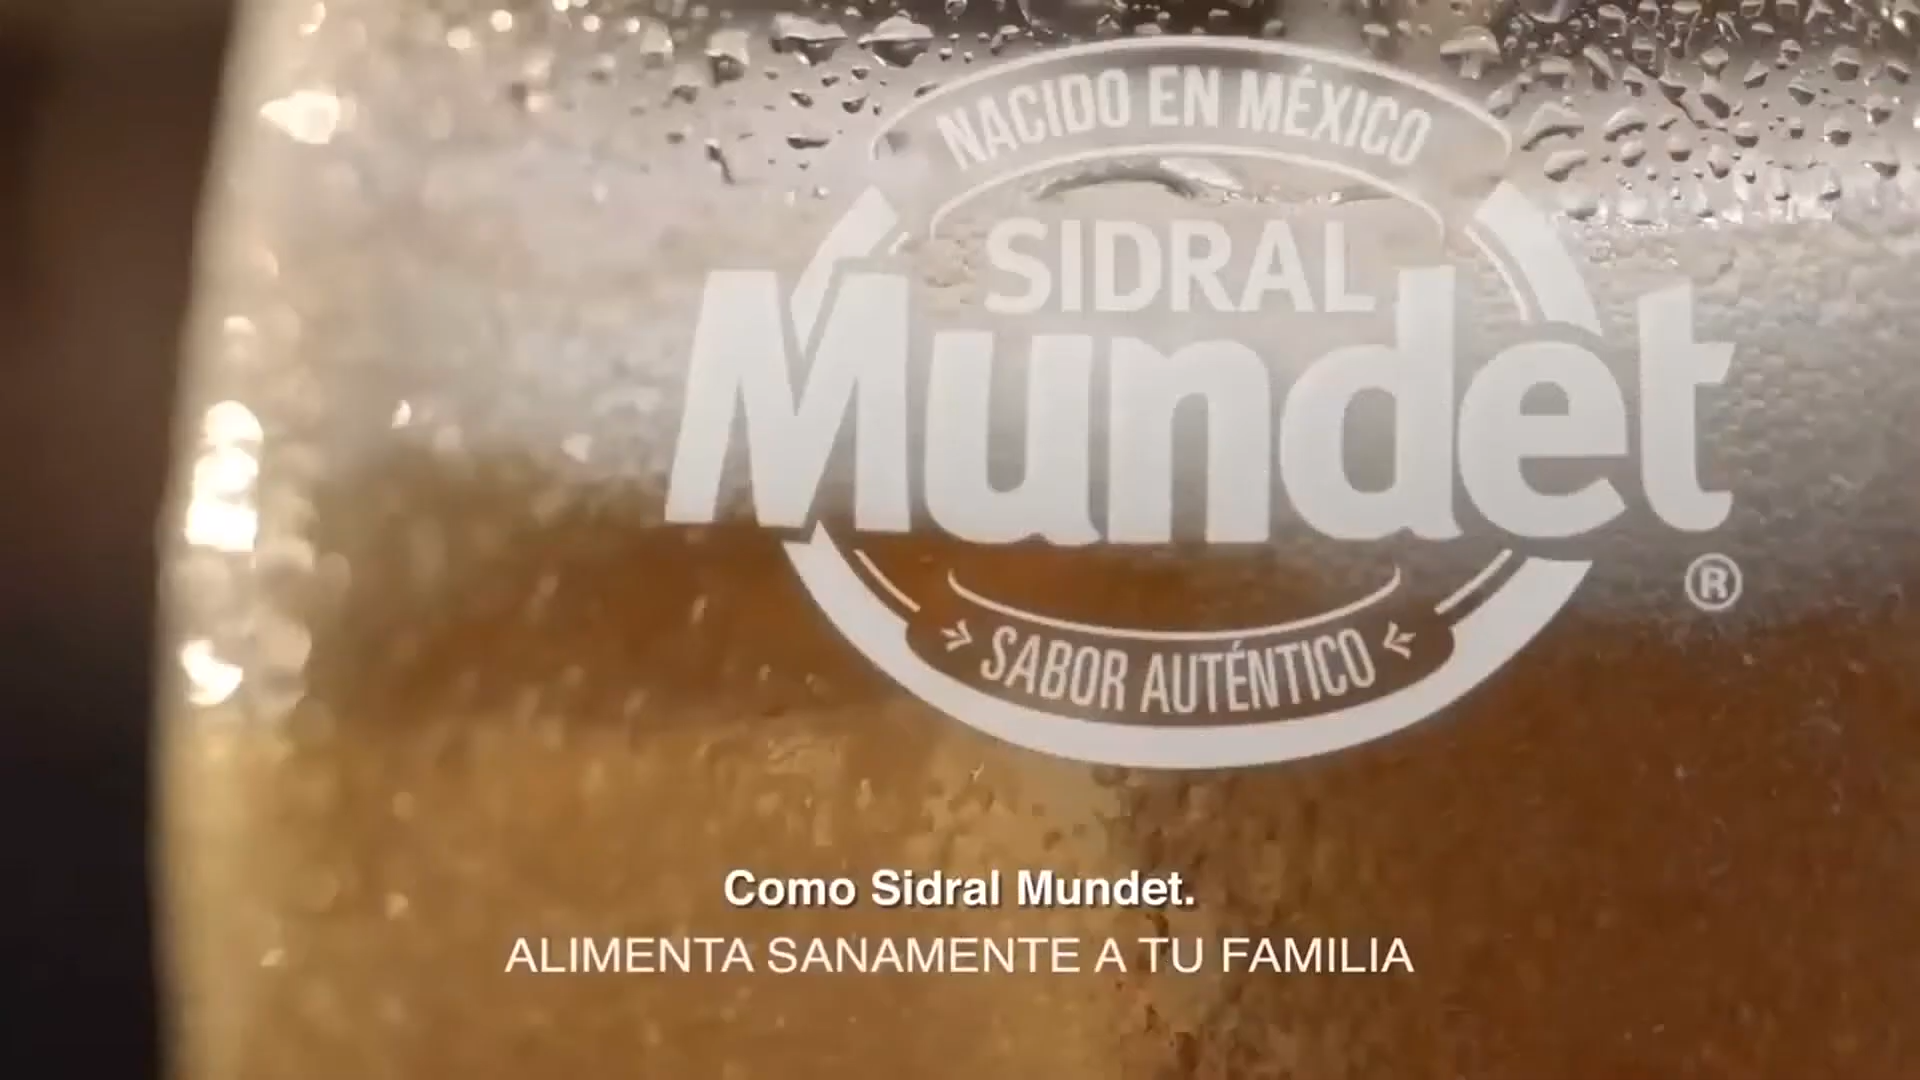 NACIDO EN MÉXICO
SIDRAL
Mundet
®
SABOR AUTÉNTICO
Como Sidral Mundet.
ALIMENTA SANAMENTE A TU FAMILIA